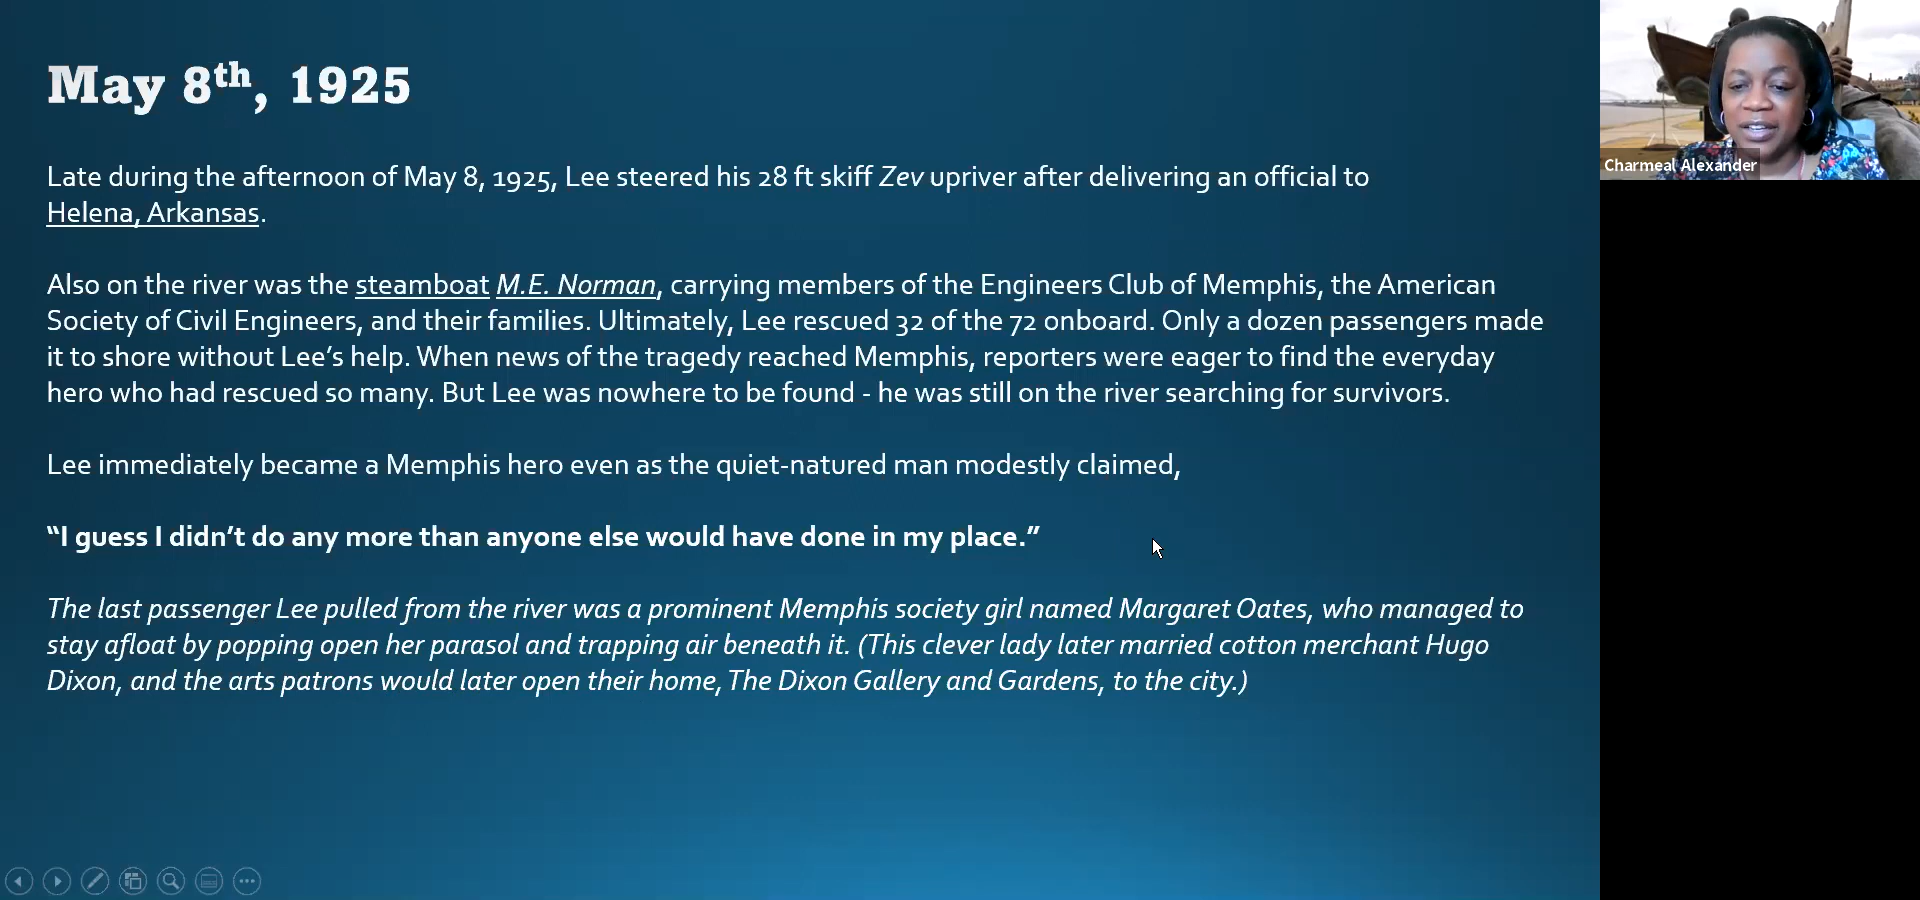 May 8th, 1925
Late during the afternoon of May 8, 1925, Lee steered his 28 ft skiff Zev upriver after delivering an official to
Helena, Arkansas.
Also on the river was the steamboat M.E. Norman, carrying members of the Engineers Club of Memphis, the American
Society of Civil Engineers, and their families. Ultimately, Lee rescued 32 of the 72 onboard. Only a dozen passengers made
it to shore without Lee’s help. When news of the tragedy reached Memphis, reporters were eager to find the everyday
hero who had rescued so many. But Lee was nowhere to be found - he was still on the river searching for survivors.
Lee immediately became a Memphis hero even as the quiet-natured man modestly claimed,
“I guess I didn’t do any more than anyone else would have done in my place.”
The last passenger Lee pulled from the river was a prominent Memphis society girl named Margaret Oates, who managed to
stay afloat by popping open her parasol and trapping air beneath it. (This clever lady later married cotton merchant Hugo
Dixon, and the arts patrons would later open their home, The Dixon Gallery and Gardens, to the city.)
Charmeal Alexander